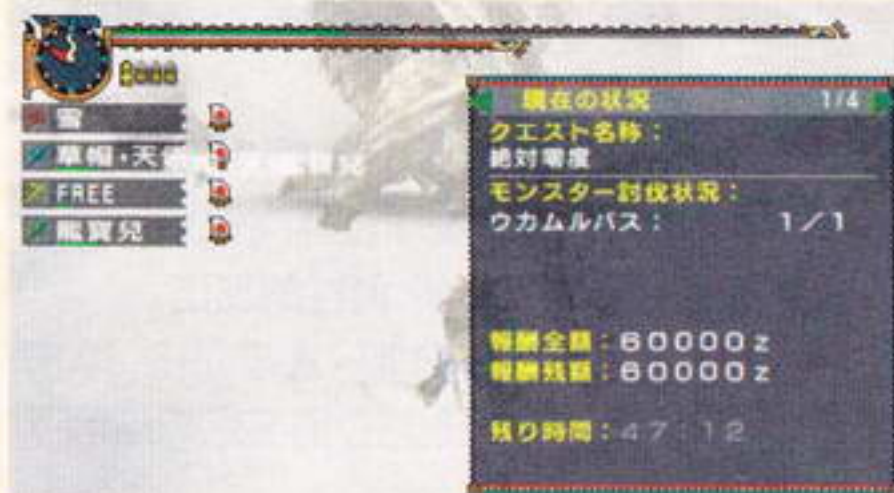 雪
草帽・天
FREE
熊寶兒
現在の状況 1/4
クエスト名称：
絶対零度
モンスター討伐状況：
ウカムルバス： 1/1
報酬全額：60000z
報酬残額：60000z
残り時間：47:12